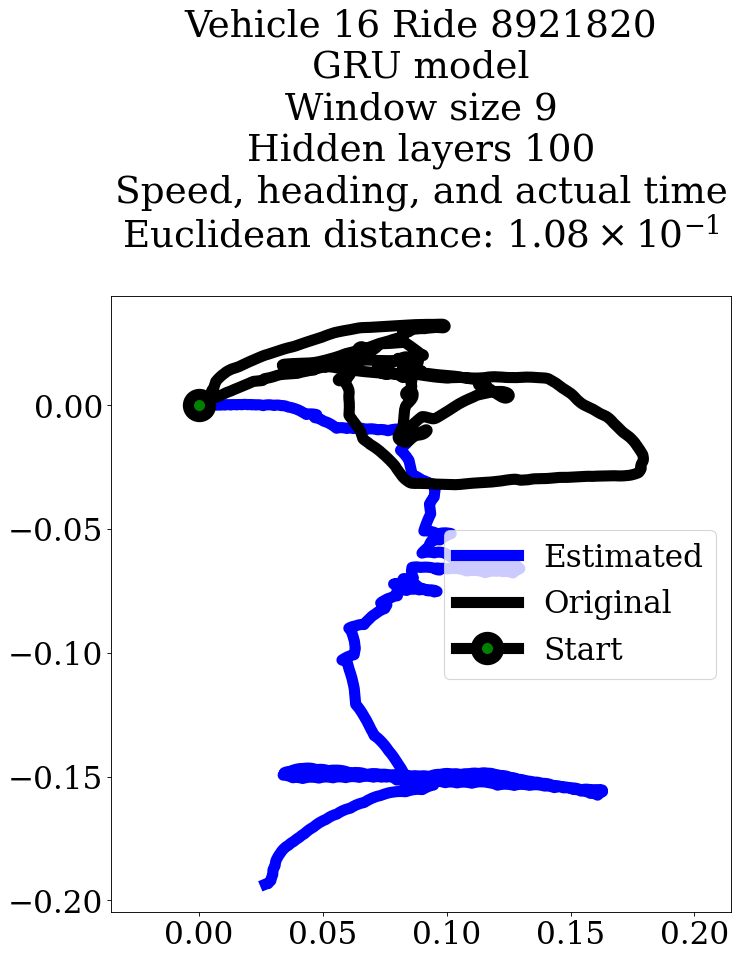 Vehicle 16 Ride 8921820
GRU model
Window size 9
Hidden layers 100
Speed, heading, and actual time
Euclidean distance: 1.08 × 10⁻¹
0.00
−0.05
−0.10
−0.15
−0.20
Estimated
Original
Start
0.00 0.05 0.10 0.15 0.20